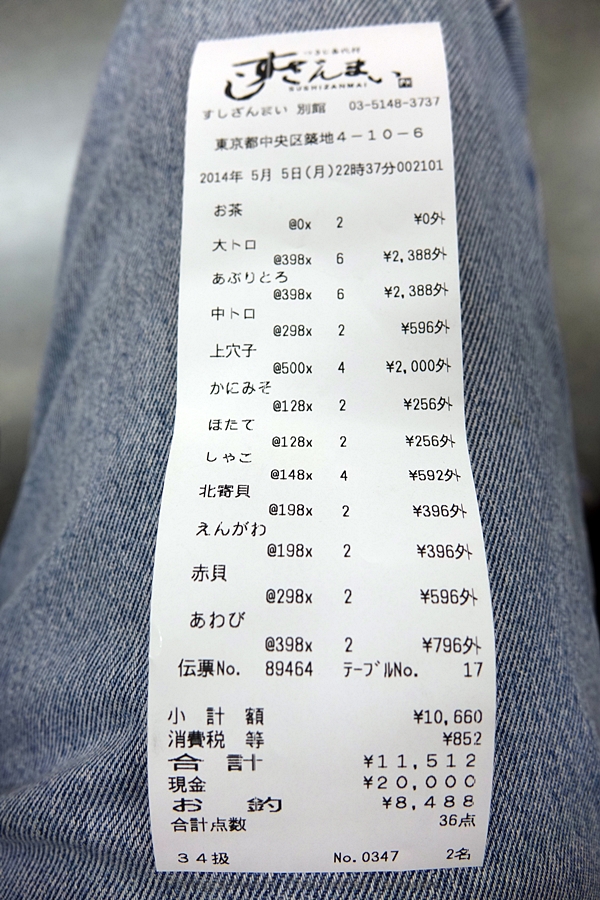 つきじ喜代村
すしざんまい
SUSHIZANMAI
すしざんまい 別館 03-5148-3737
東京都中央区築地4-10-6
2014年 5月 5日(月)22時37分002101
お茶
@0x 2 ¥0外
大トロ
@398x 6 ¥2,388外
あぶりとろ
@398x 6 ¥2,388外
中トロ
@298x 2 ¥596外
上穴子
@500x 4 ¥2,000外
かにみそ
@128x 2 ¥256外
ほたて
@128x 2 ¥256外
しゃこ
@148x 4 ¥592外
北寄貝
@198x 2 ¥396外
えんがわ
@198x 2 ¥396外
赤貝
@298x 2 ¥596外
あわび
@398x 2 ¥796外
伝票No. 89464 テーブルNo. 17
小計額 ¥10,660
消費税等 ¥852
合計 ¥11,512
現金 ¥20,000
お釣 ¥8,488
合計点数 36点
34扱 No.0347 2名